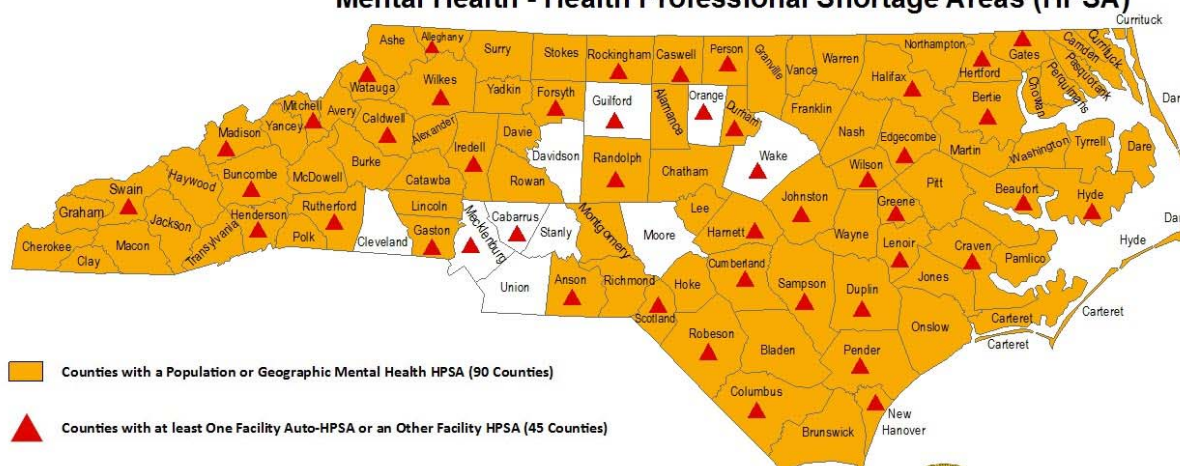 Mental Health - Health Professional Shortage Areas (HPSA)
Currituck
Ashe
Alleghany
Surry
Stokes
Rockingham
Caswell
Person
Granville
Vance
Warren
Northampton
Hertford
Gates
Camden
Currituck
Pasquotank
Perquimans
Chowan
Watauga
Wilkes
Yadkin
Forsyth
Guilford
Alamance
Orange
Durham
Franklin
Halifax
Bertie
Dar
Mitchell
Avery
Yancey
Caldwell
Alexander
Iredell
Davie
Davidson
Randolph
Chatham
Wake
Nash
Edgecombe
Martin
Washington
Tyrrell
Dare
Madison
Buncombe
McDowell
Burke
Catawba
Rowan
Wilson
Pitt
Beaufort
Hyde
Swain
Haywood
Graham
Jackson
Henderson
Rutherford
Lincoln
Gaston
Mecklenburg
Cabarrus
Stanly
Montgomery
Moore
Lee
Harnett
Johnston
Greene
Wayne
Lenoir
Craven
Pamlico
Dar
Hyde
Cherokee
Clay
Macon
Transylvania
Polk
Cleveland
Union
Anson
Richmond
Scotland
Hoke
Cumberland
Sampson
Duplin
Jones
Onslow
Carteret
Carteret
Carteret
Robeson
Bladen
Pender
Columbus
Brunswick
New
Hanover
Counties with a Population or Geographic Mental Health HPSA (90 Counties)
Counties with at least One Facility Auto-HPSA or an Other Facility HPSA (45 Counties)